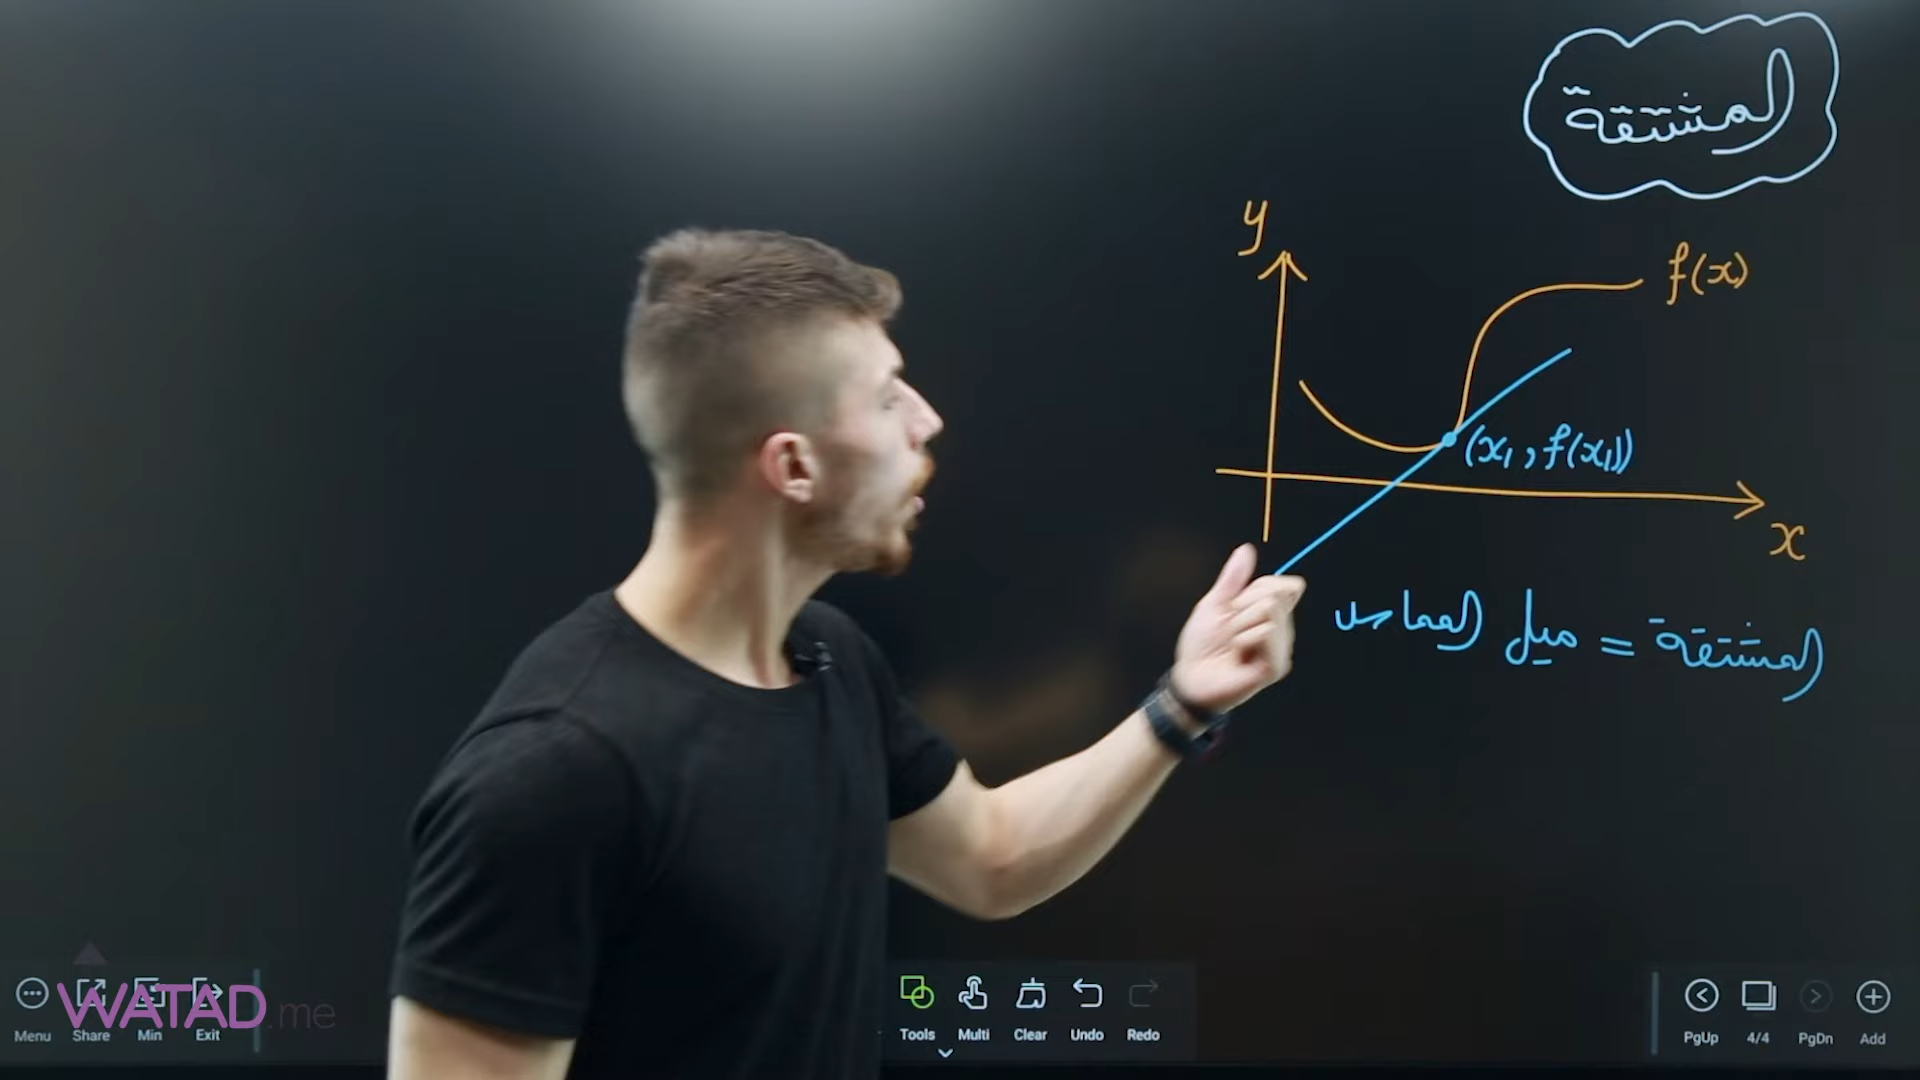 المشتقة
y
f(x)
(x₁, f(x₁))
x
المشتقة = ميل المماس
WATAD.me
Menu Share Min Exit
Tools Multi Clear Undo Redo
PgUp 4/4 PgDn Add